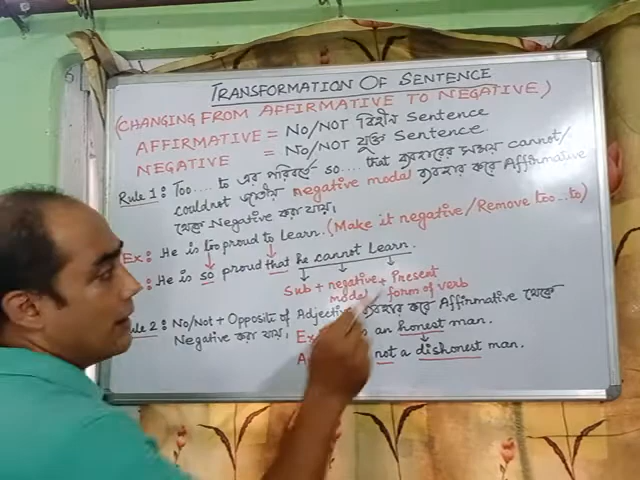 TRANSFORMATION OF SENTENCE
(CHANGING FROM AFFIRMATIVE TO NEGATIVE)
AFFIRMATIVE = NO/NOT বিহীন Sentence
NEGATIVE = NO/NOT যুক্ত Sentence.
Rule 1: Too.... to এর পরিবর্তে so.... that ব্যবহারের সময় cannot/
couldnot জাতীয় negative modal ব্যবহার করে Affirmative
থেকে Negative করা যায়।
Ex: He is too proud to learn. (Make it negative/Remove too...to)
: He is so proud that he cannot learn.
Sub + negative + Present
modal form of verb
Rule 2: No/Not + Opposite of Adjective ব্যবহার করে Affirmative থেকে
Negative করা যায়। Ex is an honest man.
A not a dishonest man.